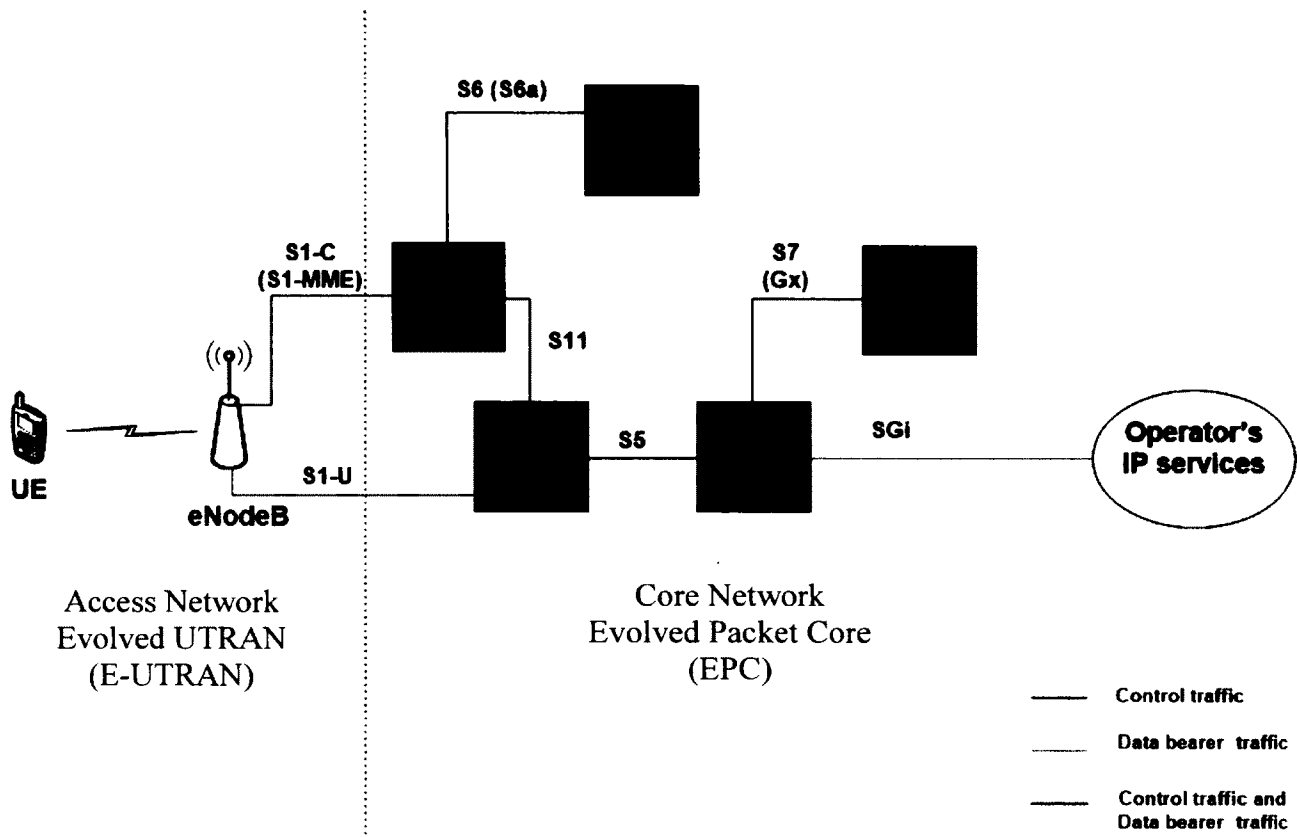 S6 (S6a)
S1-C
(S1-MME)
S7
(Gx)
S11
S5
SGi
Operator's
IP services
UE
S1-U
eNodeB
Access Network
Evolved UTRAN
(E-UTRAN)
Core Network
Evolved Packet Core
(EPC)
Control traffic
Data bearer traffic
Control traffic and
Data bearer traffic